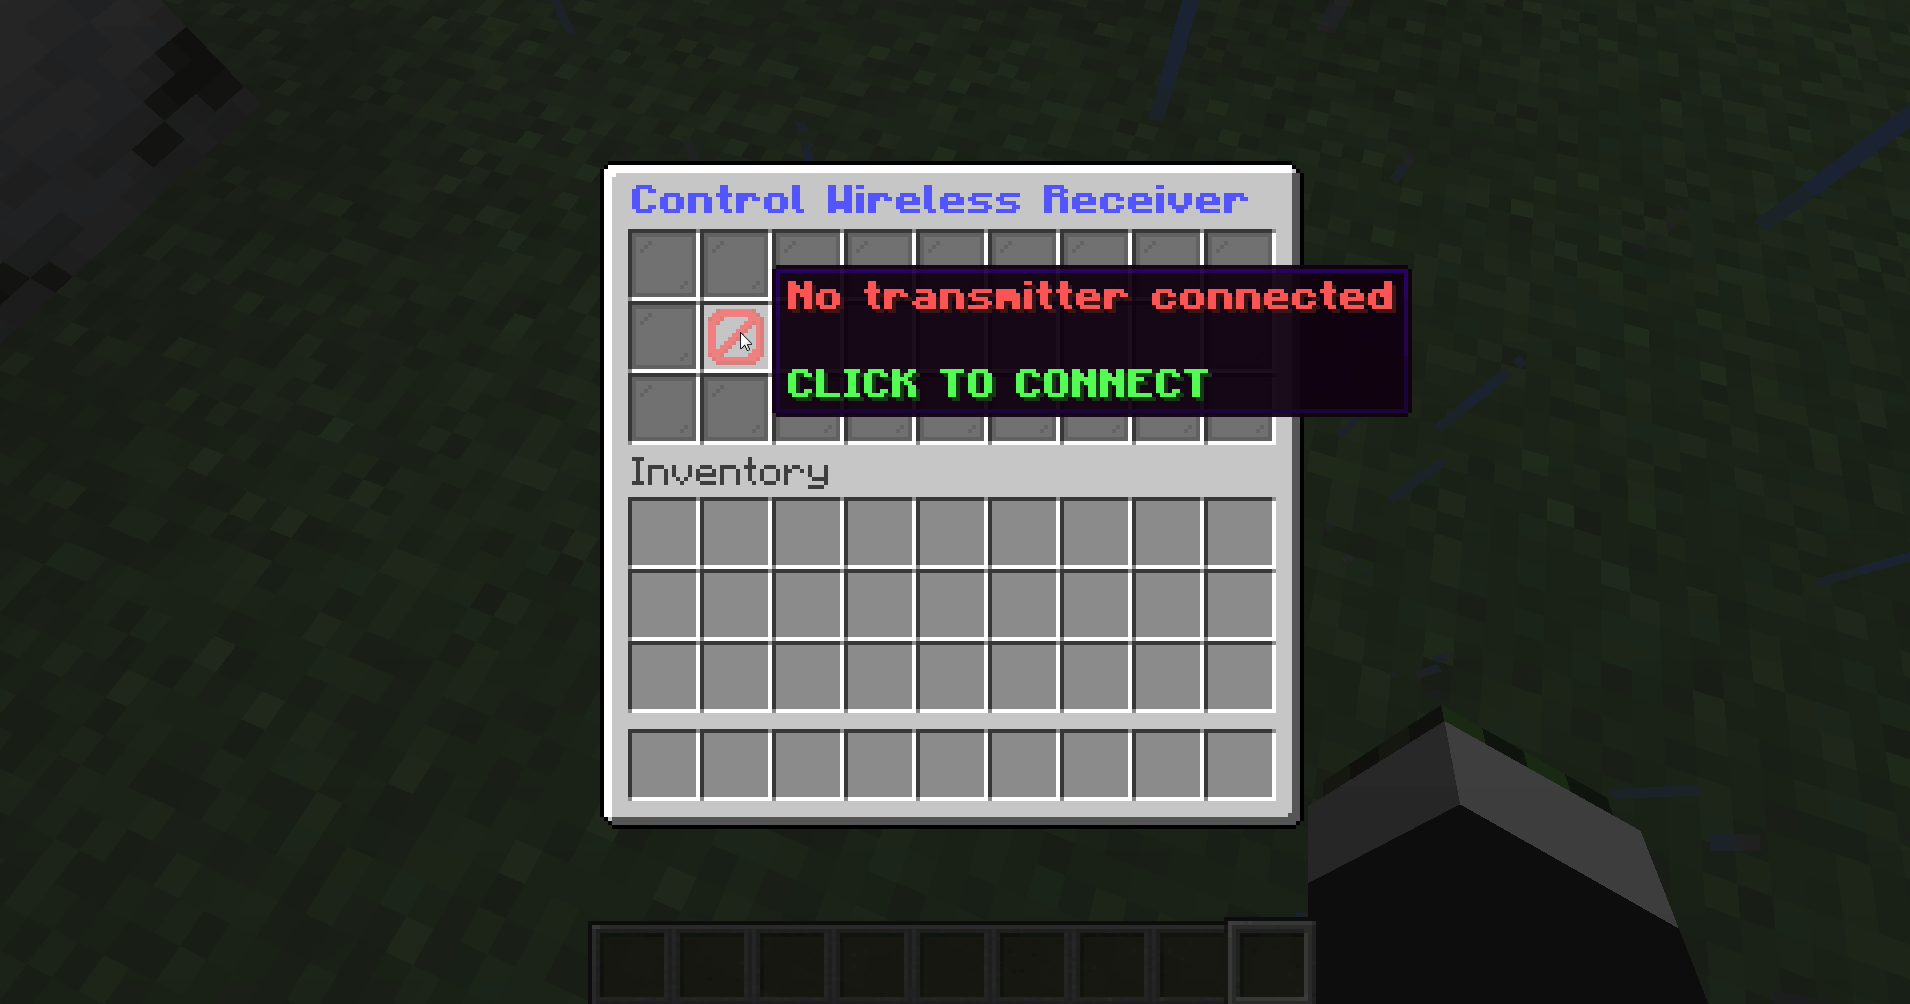 Control Wireless Receiver
No transmitter connected
CLICK TO CONNECT
Inventory